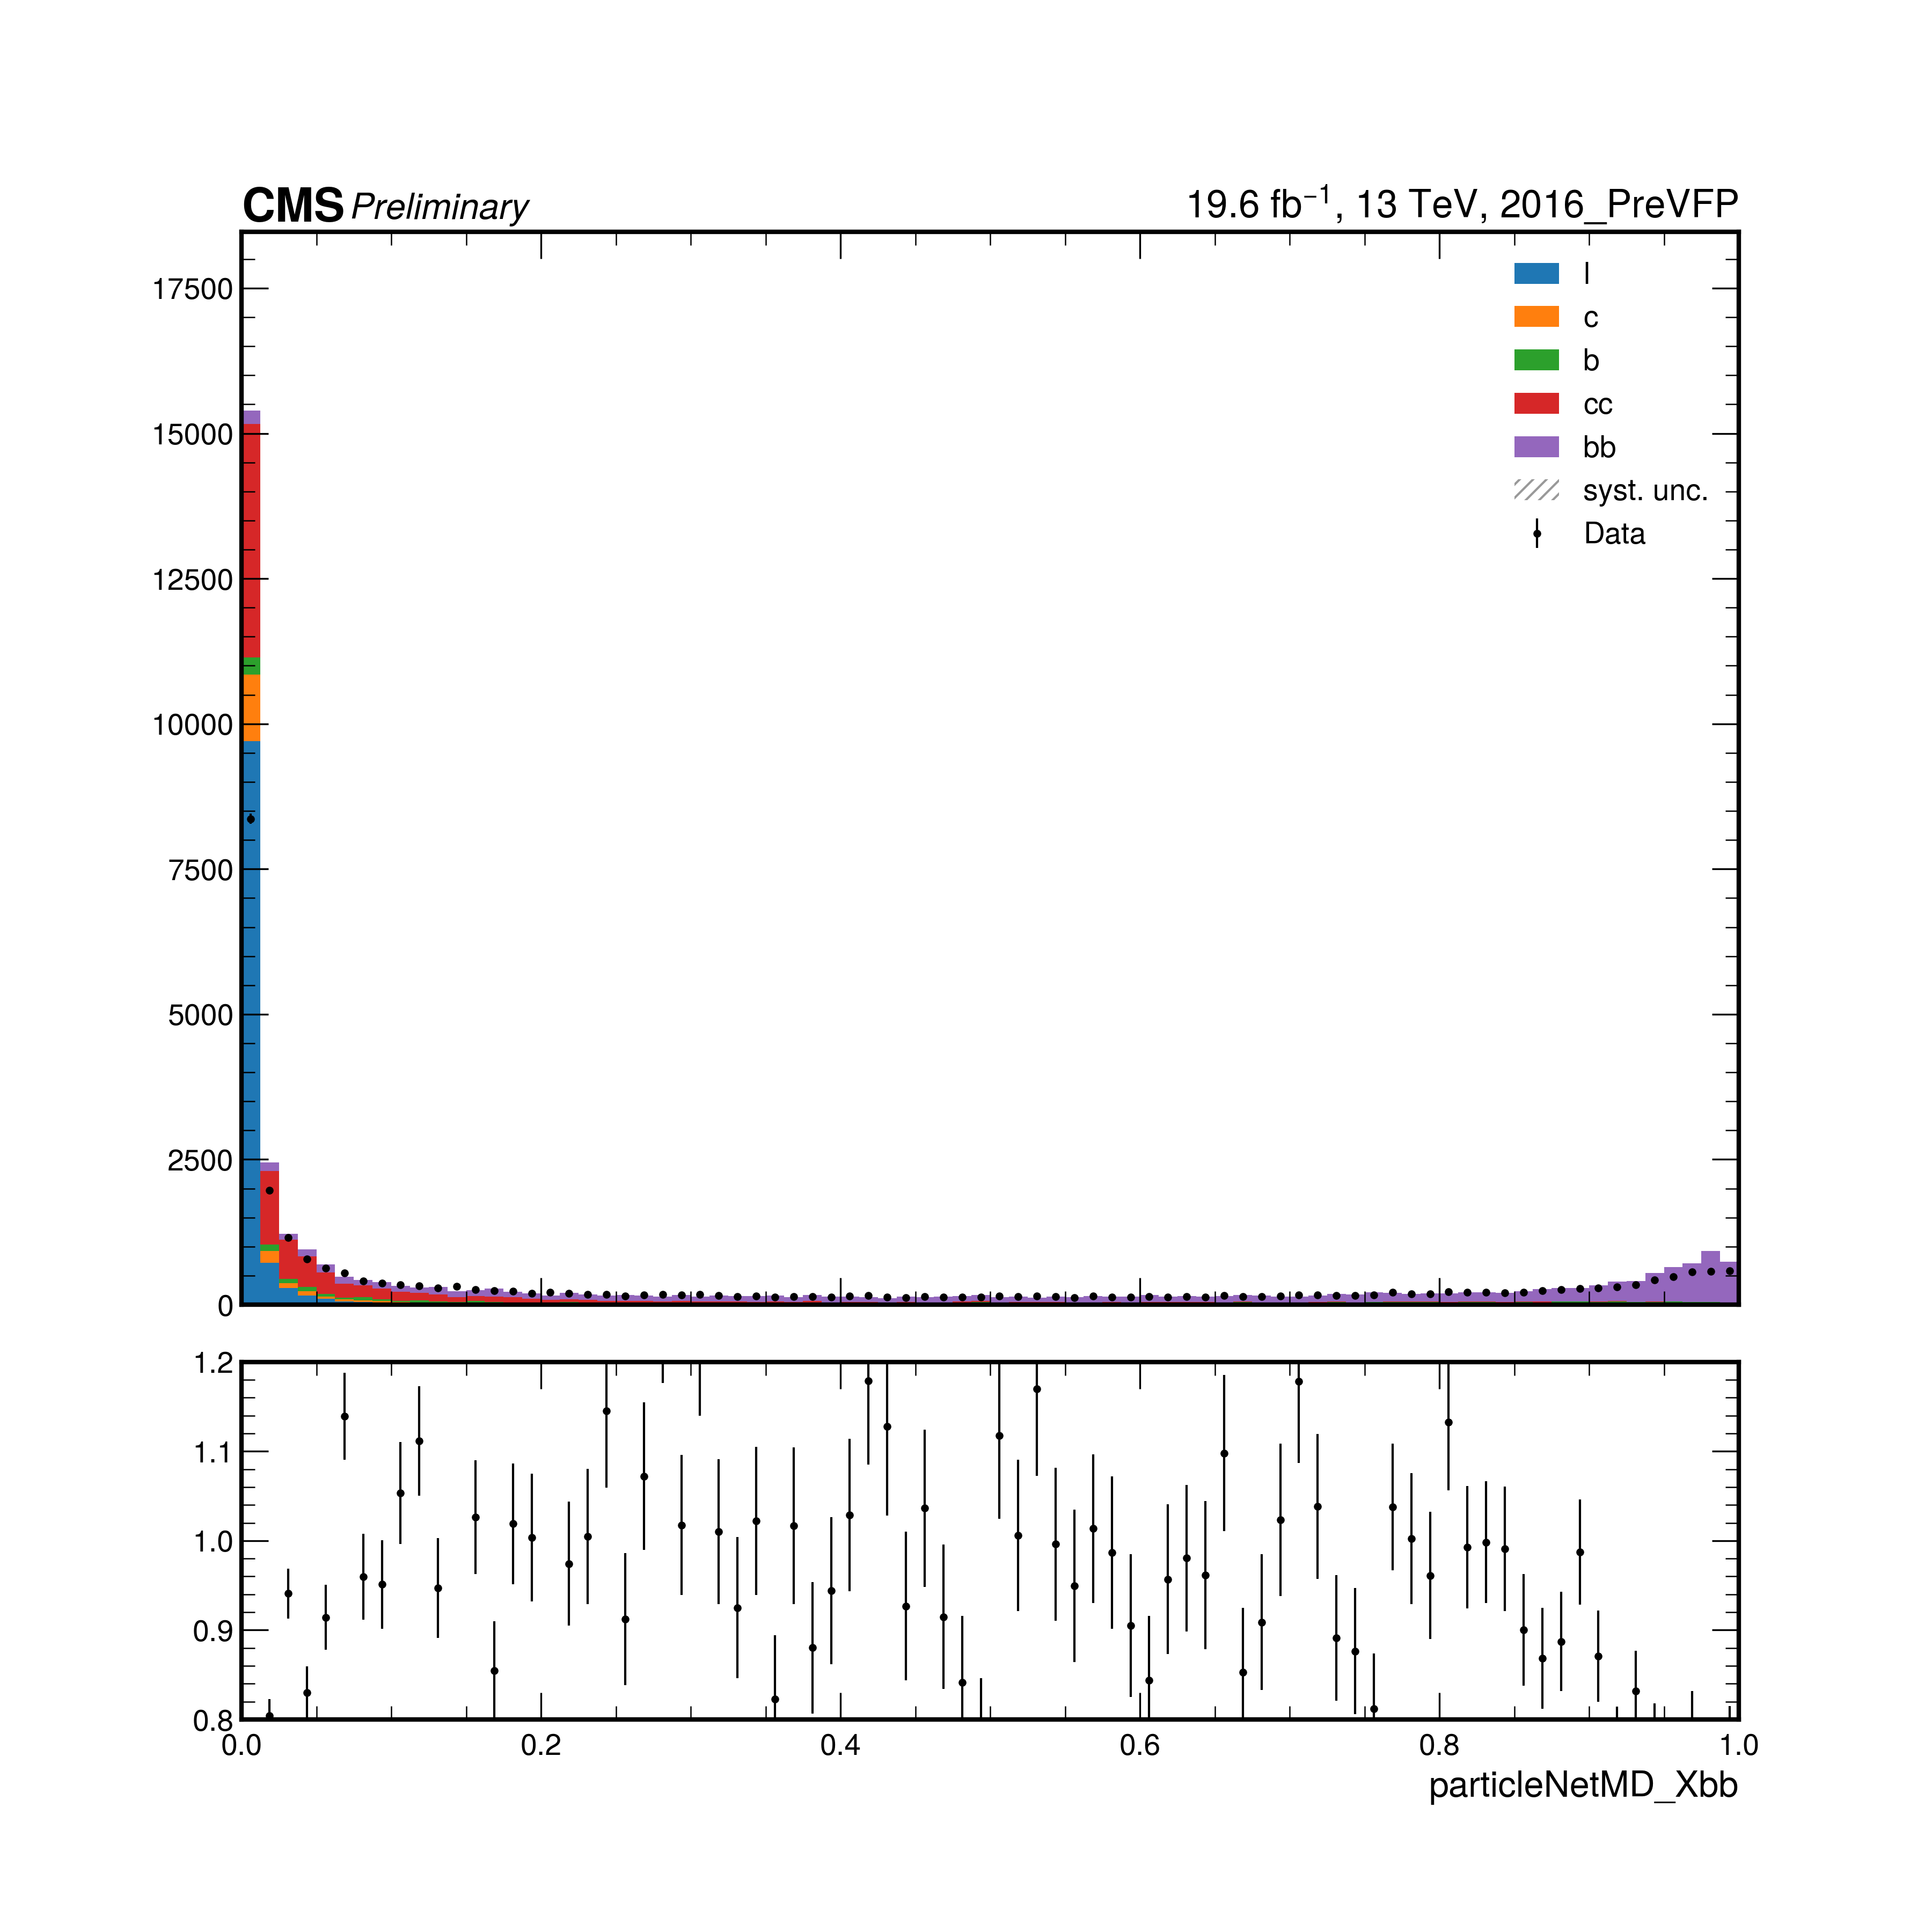 CMS Preliminary
19.6 fb⁻¹, 13 TeV, 2016_PreVFP
17500
15000
12500
10000
7500
5000
2500
0
l
c
b
cc
bb
syst. unc.
Data
1.2
1.1
1.0
0.9
0.8
0.0 0.2 0.4 0.6 0.8 1.0
particleNetMD_Xbb